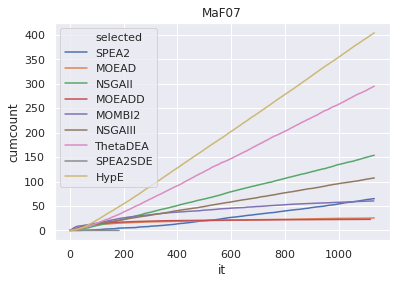 MaF07
400
350
300
250
200
150
100
50
0
cumcount
selected
SPEA2
MOEAD
NSGAII
MOEADD
MOMBI2
NSGAIII
ThetaDEA
SPEA2SDE
HypE
0 200 400 600 800 1000
it